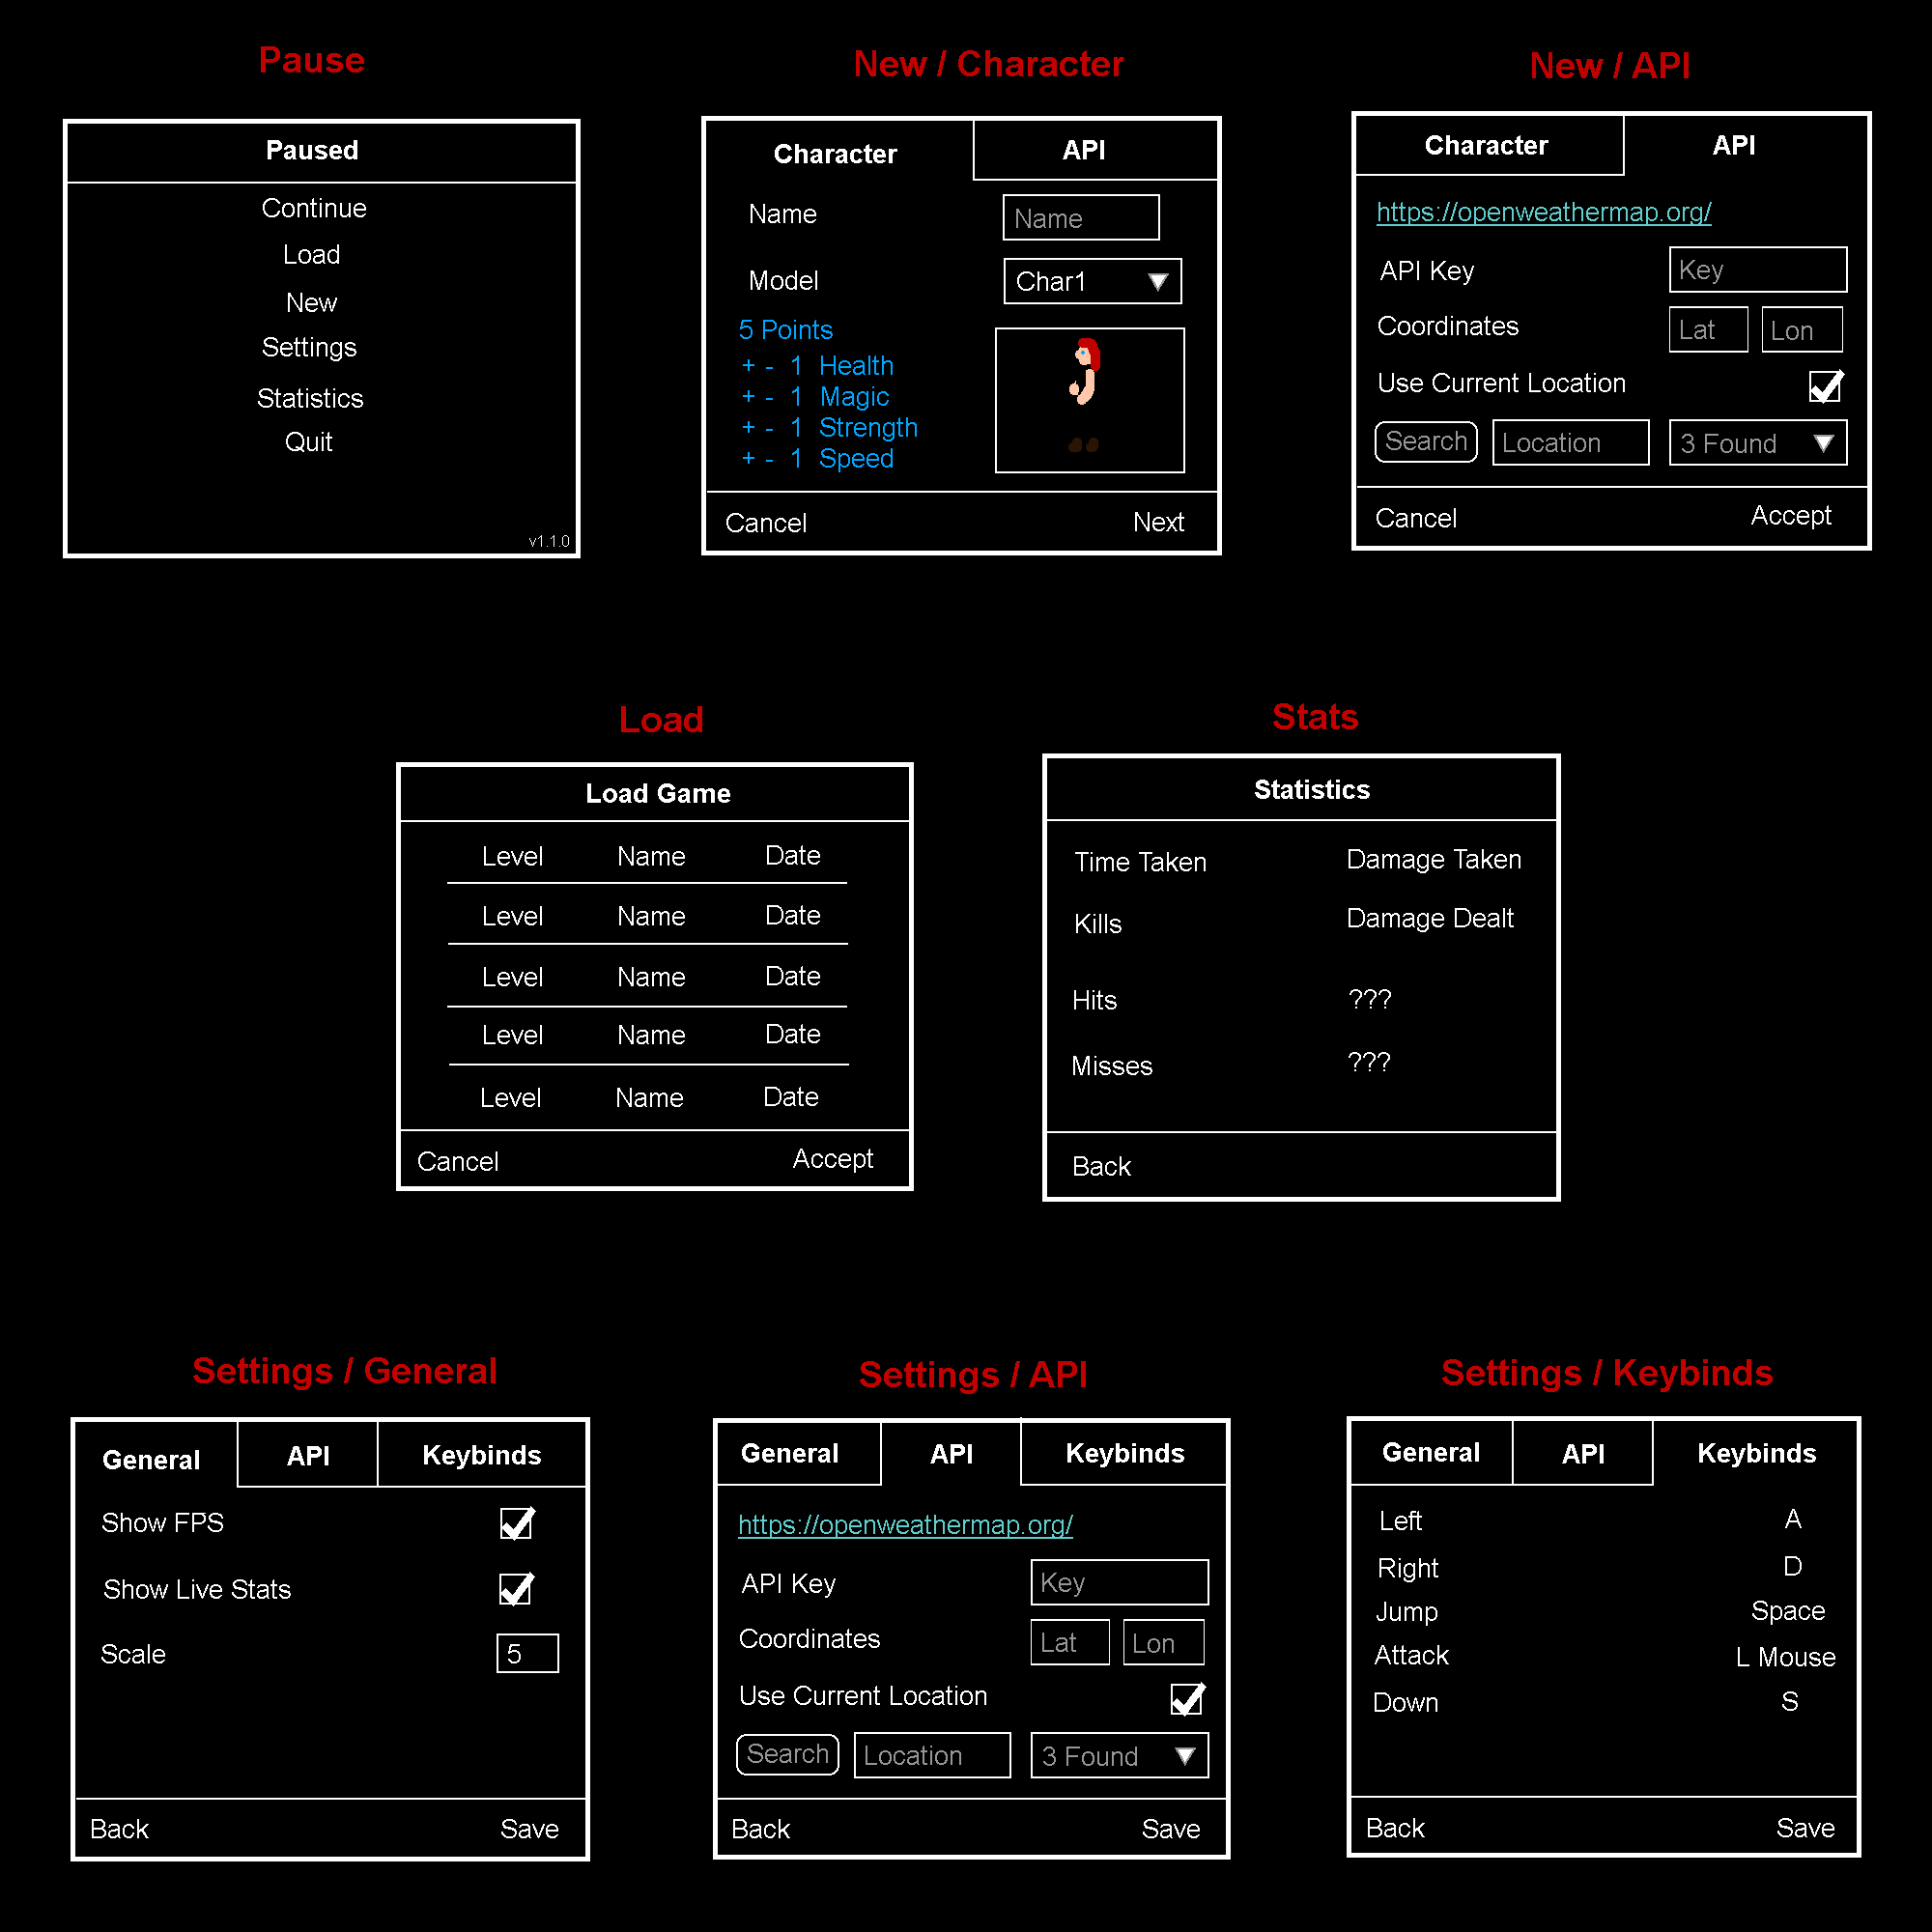 Pause
Paused
Continue
Load
New
Settings
Statistics
Quit
v1.1.0
New / Character
Character API
Name Name
Model Char1
5 Points
+ - 1 Health
+ - 1 Magic
+ - 1 Strength
+ - 1 Speed
Cancel Next
New / API
Character API
https://openweathermap.org/
API Key Key
Coordinates Lat Lon
Use Current Location
Search Location 3 Found
Cancel Accept
Load
Load Game
Level Name Date
Level Name Date
Level Name Date
Level Name Date
Level Name Date
Cancel Accept
Stats
Statistics
Time Taken Damage Taken
Kills Damage Dealt
Hits ???
Misses ???
Back
Settings / General
General API Keybinds
Show FPS
Show Live Stats
Scale 5
Back Save
Settings / API
General API Keybinds
https://openweathermap.org/
API Key Key
Coordinates Lat Lon
Use Current Location
Search Location 3 Found
Back Save
Settings / Keybinds
General API Keybinds
Left A
Right D
Jump Space
Attack L Mouse
Down S
Back Save